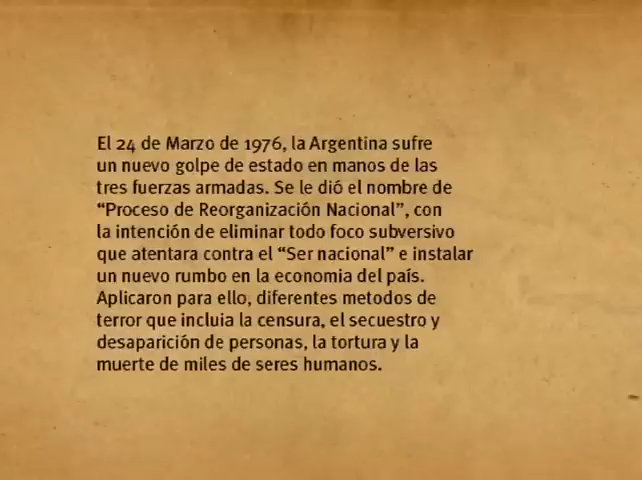 El 24 de Marzo de 1976, la Argentina sufre
un nuevo golpe de estado en manos de las
tres fuerzas armadas. Se le dió el nombre de
“Proceso de Reorganización Nacional”, con
la intención de eliminar todo foco subversivo
que atentara contra el “Ser nacional” e instalar
un nuevo rumbo en la economia del país.
Aplicaron para ello, diferentes metodos de
terror que incluia la censura, el secuestro y
desaparición de personas, la tortura y la
muerte de miles de seres humanos.